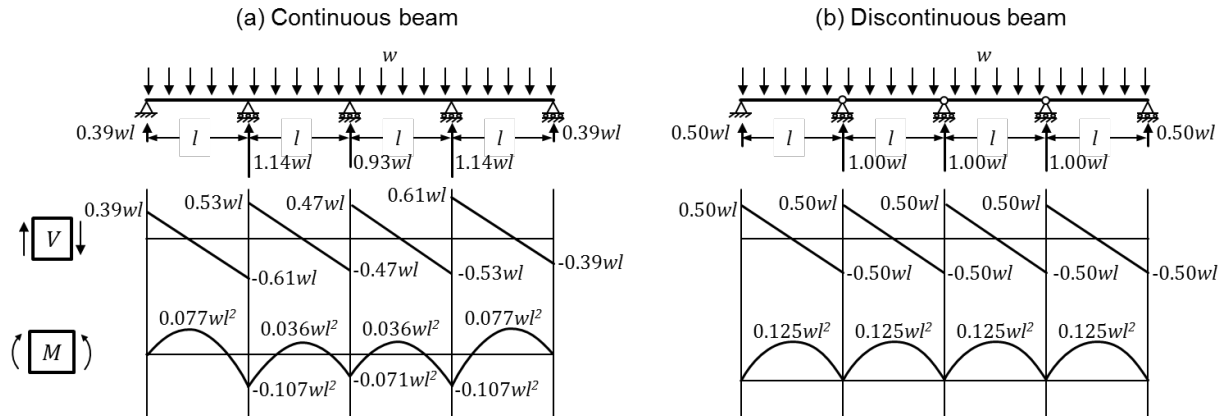 (a) Continuous beam
w
0.39wl l l l l 0.39wl
1.14wl 0.93wl 1.14wl
0.39wl 0.53wl 0.47wl 0.61wl
V
-0.61wl -0.47wl -0.53wl -0.39wl
0.077wl² 0.036wl² 0.036wl² 0.077wl²
M
-0.107wl² -0.071wl² -0.107wl²
(b) Discontinuous beam
w
0.50wl l l l l 0.50wl
1.00wl 1.00wl 1.00wl
0.50wl 0.50wl 0.50wl 0.50wl
-0.50wl -0.50wl -0.50wl -0.50wl
0.125wl² 0.125wl² 0.125wl² 0.125wl²